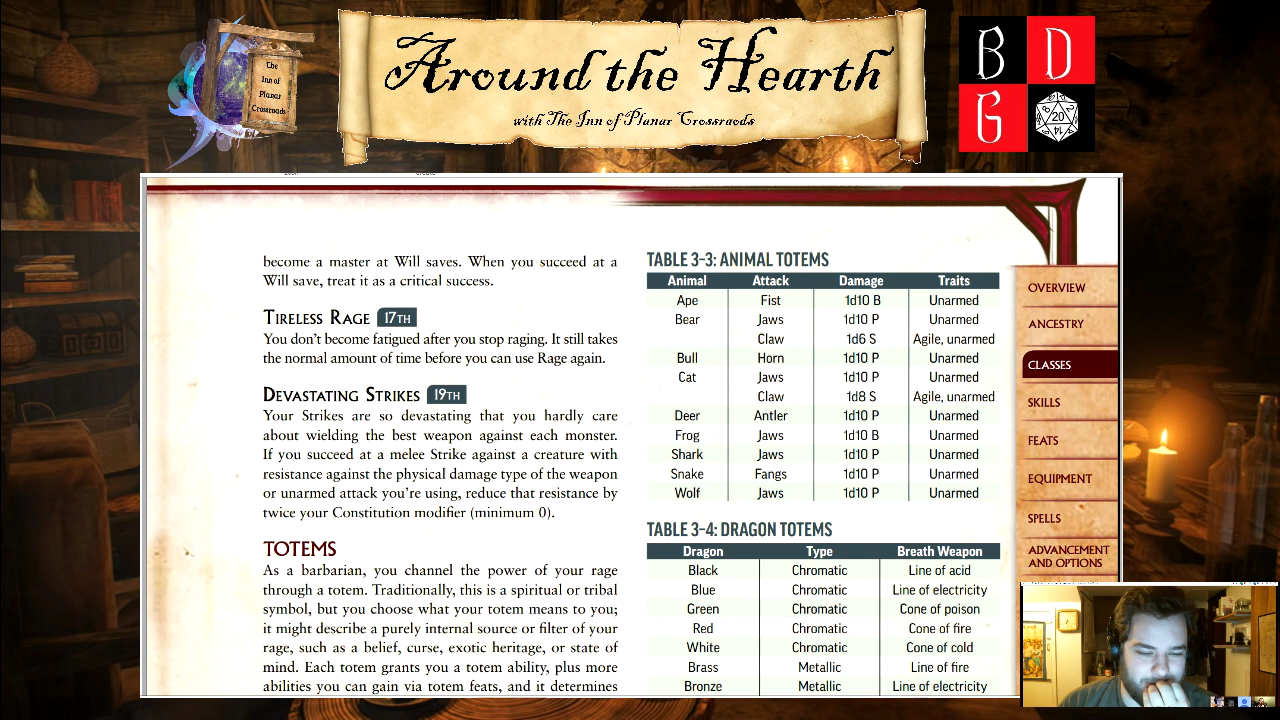 The
Inn of
Planar
Crossroads
Around the Hearth
with The Inn of Planar Crossraods
B D
G 20
14
become a master at Will saves. When you succeed at a
Will save, treat it as a critical success.
TIRELESS RAGE 17TH
You don't become fatigued after you stop raging. It still takes
the normal amount of time before you can use Rage again.
DEVASTATING STRIKES 19TH
Your Strikes are so devastating that you hardly care
about wielding the best weapon against each monster.
If you succeed at a melee Strike against a creature with
resistance against the physical damage type of the weapon
or unarmed attack you're using, reduce that resistance by
twice your Constitution modifier (minimum 0).
TOTEMS
As a barbarian, you channel the power of your rage
through a totem. Traditionally, this is a spiritual or tribal
symbol, but you choose what your totem means to you;
it might describe a purely internal source or filter of your
rage, such as a belief, curse, exotic heritage, or state of
mind. Each totem grants you a totem ability, plus more
abilities you can gain via totem feats, and it determines
TABLE 3–3: ANIMAL TOTEMS
Animal Attack Damage Traits
Ape Fist 1d10 B Unarmed
Bear Jaws 1d10 P Unarmed
Claw 1d6 S Agile, unarmed
Bull Horn 1d10 P Unarmed
Cat Jaws 1d10 P Unarmed
Claw 1d8 S Agile, unarmed
Deer Antler 1d10 P Unarmed
Frog Jaws 1d10 B Unarmed
Shark Jaws 1d10 P Unarmed
Snake Fangs 1d10 P Unarmed
Wolf Jaws 1d10 P Unarmed
TABLE 3–4: DRAGON TOTEMS
Dragon Type Breath Weapon
Black Chromatic Line of acid
Blue Chromatic Line of electricity
Green Chromatic Cone of poison
Red Chromatic Cone of fire
White Chromatic Cone of cold
Brass Metallic Line of fire
Bronze Metallic Line of electricity
OVERVIEW
ANCESTRY
CLASSES
SKILLS
FEATS
EQUIPMENT
SPELLS
ADVANCEMENT
AND OPTIONS